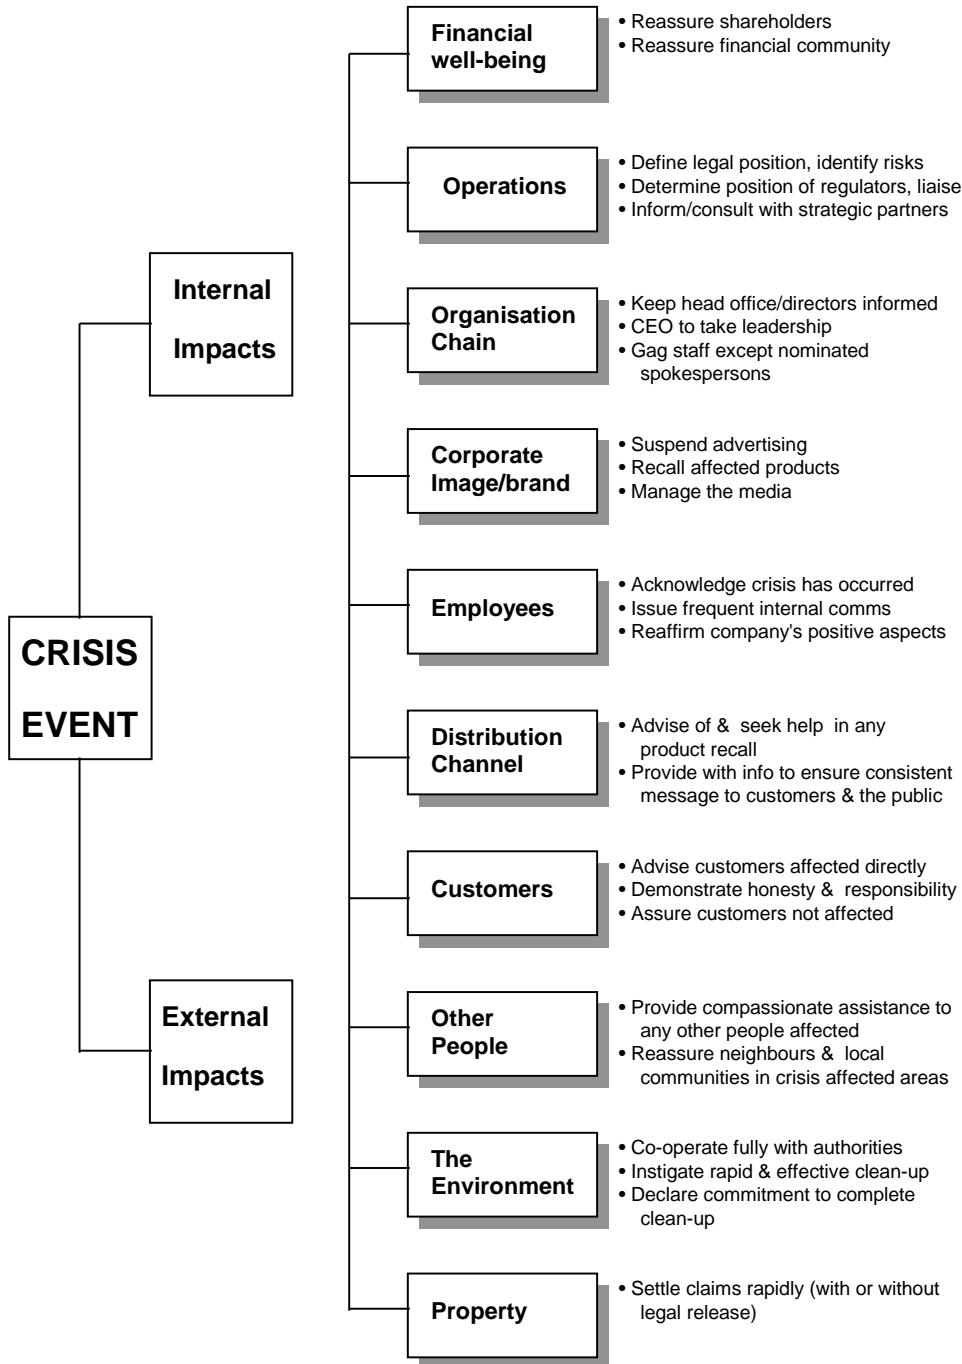 CRISIS
EVENT
Internal
Impacts
External
Impacts
Financial
well-being
• Reassure shareholders
• Reassure financial community
Operations
• Define legal position, identify risks
• Determine position of regulators, liaise
• Inform/consult with strategic partners
Organisation
Chain
• Keep head office/directors informed
• CEO to take leadership
• Gag staff except nominated
spokespersons
Corporate
Image/brand
• Suspend advertising
• Recall affected products
• Manage the media
Employees
• Acknowledge crisis has occurred
• Issue frequent internal comms
• Reaffirm company's positive aspects
Distribution
Channel
• Advise of & seek help in any
product recall
• Provide with info to ensure consistent
message to customers & the public
Customers
• Advise customers affected directly
• Demonstrate honesty & responsibility
• Assure customers not affected
Other
People
• Provide compassionate assistance to
any other people affected
• Reassure neighbours & local
communities in crisis affected areas
The
Environment
• Co-operate fully with authorities
• Instigate rapid & effective clean-up
• Declare commitment to complete
clean-up
Property
• Settle claims rapidly (with or without
legal release)